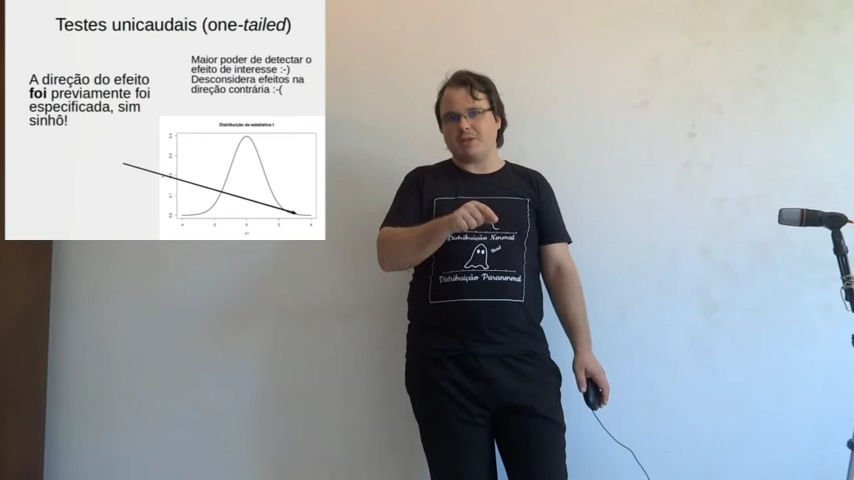 Testes unicaudais (one-tailed)
Maior poder de detectar o
efeito de interesse :-)
Desconsidera efeitos na
direção contrária :-(
A direção do efeito
foi previamente foi
especificada, sim
sinhô!
Distribuição da estatística t
Distribuição Normal
Distribuição Paranormal